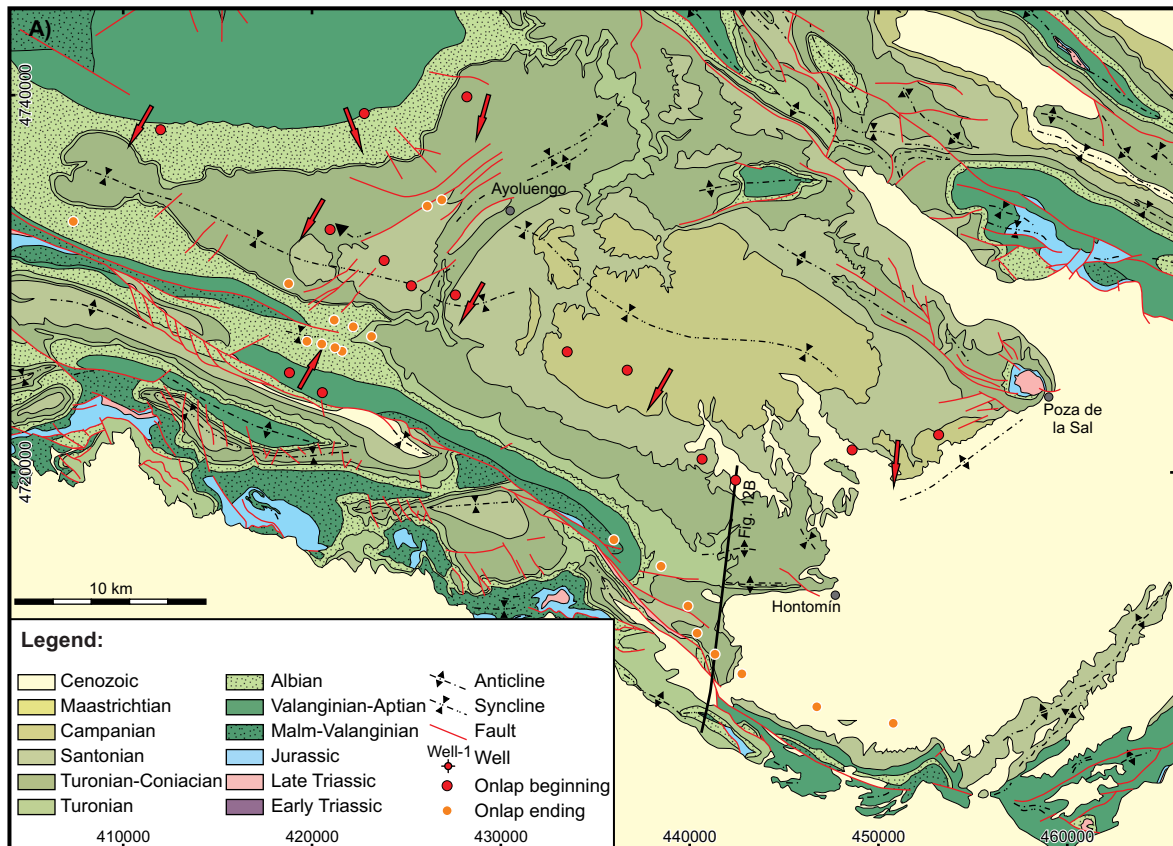 A)
4740000
Ayoluengo
Poza de
la Sal
4720000
Fig. 12B
10 km
Hontomín
Legend:
Cenozoic
Maastrichtian
Campanian
Santonian
Turonian-Coniacian
Turonian
Albian
Valanginian-Aptian
Malm-Valanginian
Jurassic
Late Triassic
Early Triassic
Anticline
Syncline
Fault
Well-1 Well
Onlap beginning
Onlap ending
410000 420000 430000 440000 450000 460000